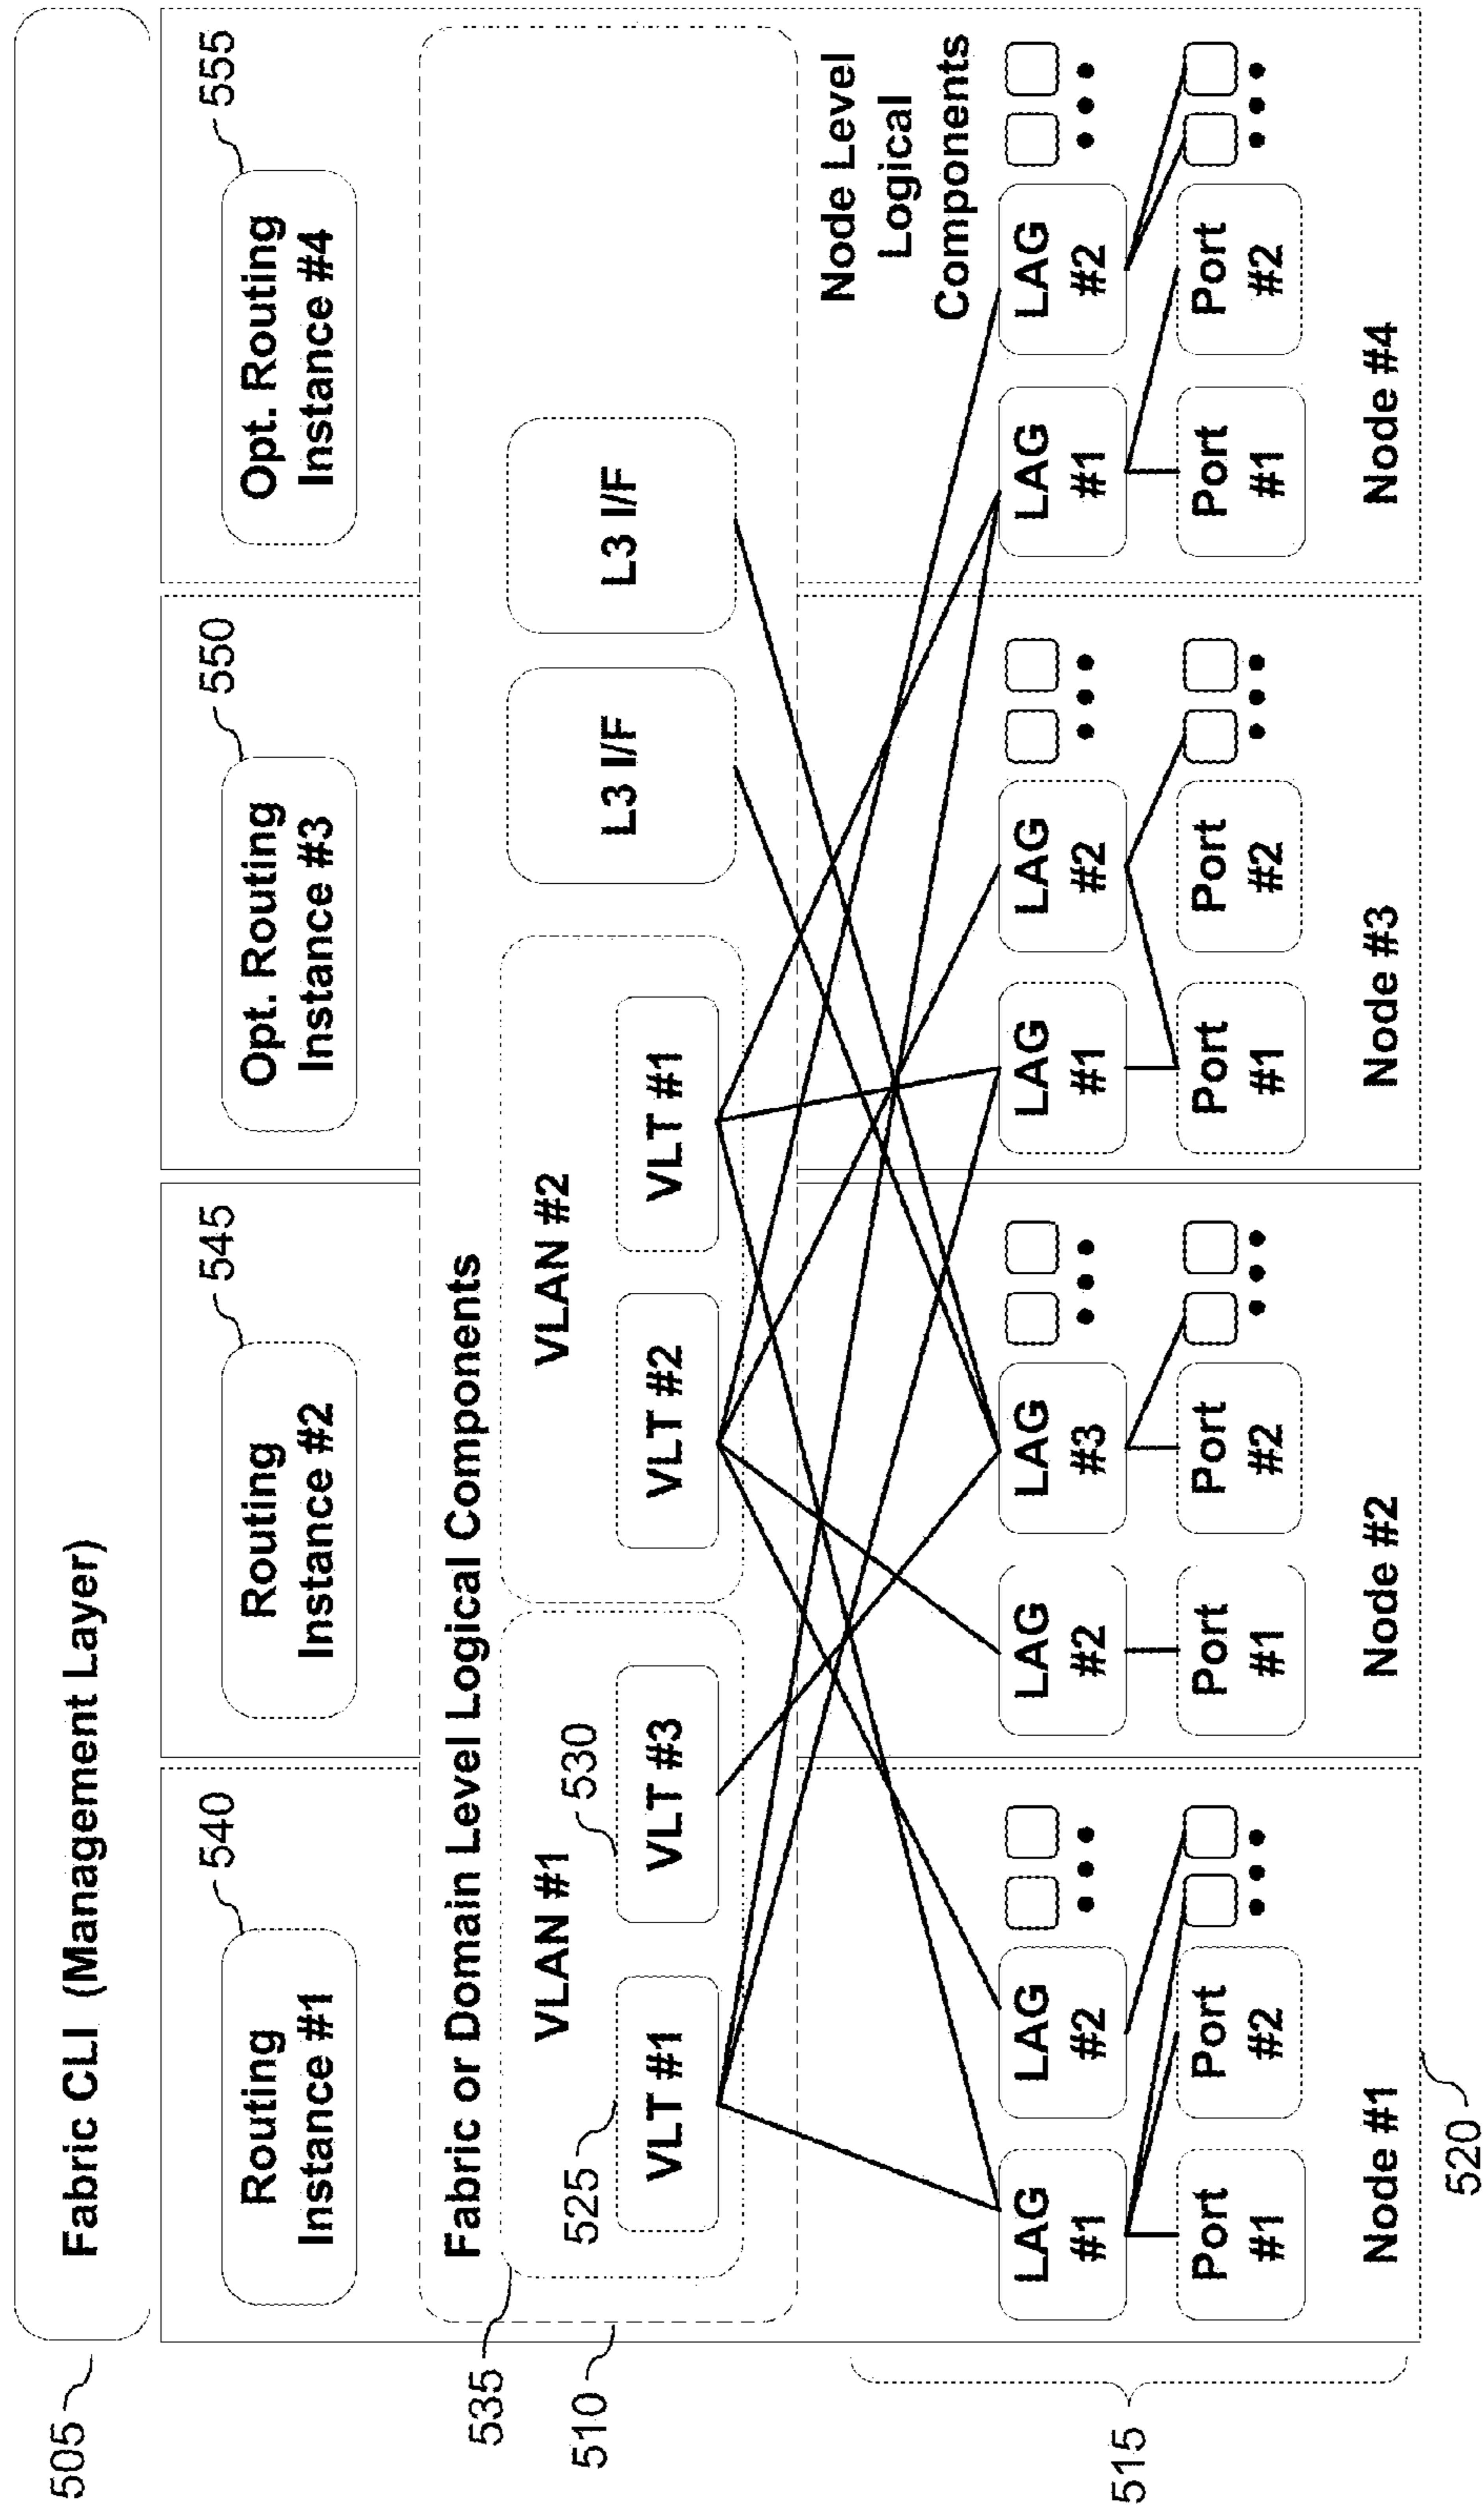 505
Fabric CLI (Management Layer)
540
545
550
555
Routing
Instance #1
Routing
Instance #2
Opt. Routing
Instance #3
Opt. Routing
Instance #4
535
510
Fabric or Domain Level Logical Components
VLAN #1
525
530
VLT #1
VLT #3
VLAN #2
VLT #2
VLT #1
L3 I/F
L3 I/F
Node Level
Logical
Components
515
LAG
#1
LAG
#2
Port
#1
Port
#2
Node #1
LAG
#2
LAG
#3
Port
#1
Port
#2
Node #2
LAG
#1
LAG
#2
Port
#1
Port
#2
Node #3
LAG
#1
LAG
#2
Port
#1
Port
#2
Node #4
520